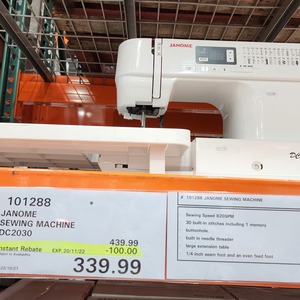 JANOME
DC
101288
JANOME
SEWING MACHINE
DC2030
439.99
Instant Rebate EXP. 20/11/22 -100.00
339.99
# 101288 JANOME SEWING MACHINE
Sewing Speed 820SPM
30 built-in stitches including 1 memory
buttonhole,
built in needle threader
large extension table
1/4 inch seam foot and an even feed foot